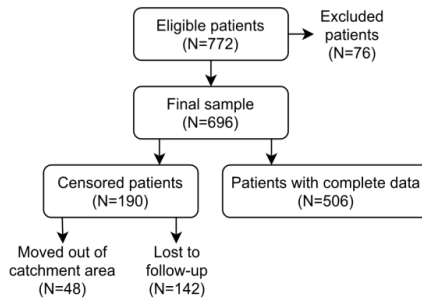 Eligible patients
(N=772)
Excluded
patients
(N=76)
Final sample
(N=696)
Censored patients
(N=190)
Patients with complete data
(N=506)
Moved out of
catchment area
(N=48)
Lost to
follow-up
(N=142)